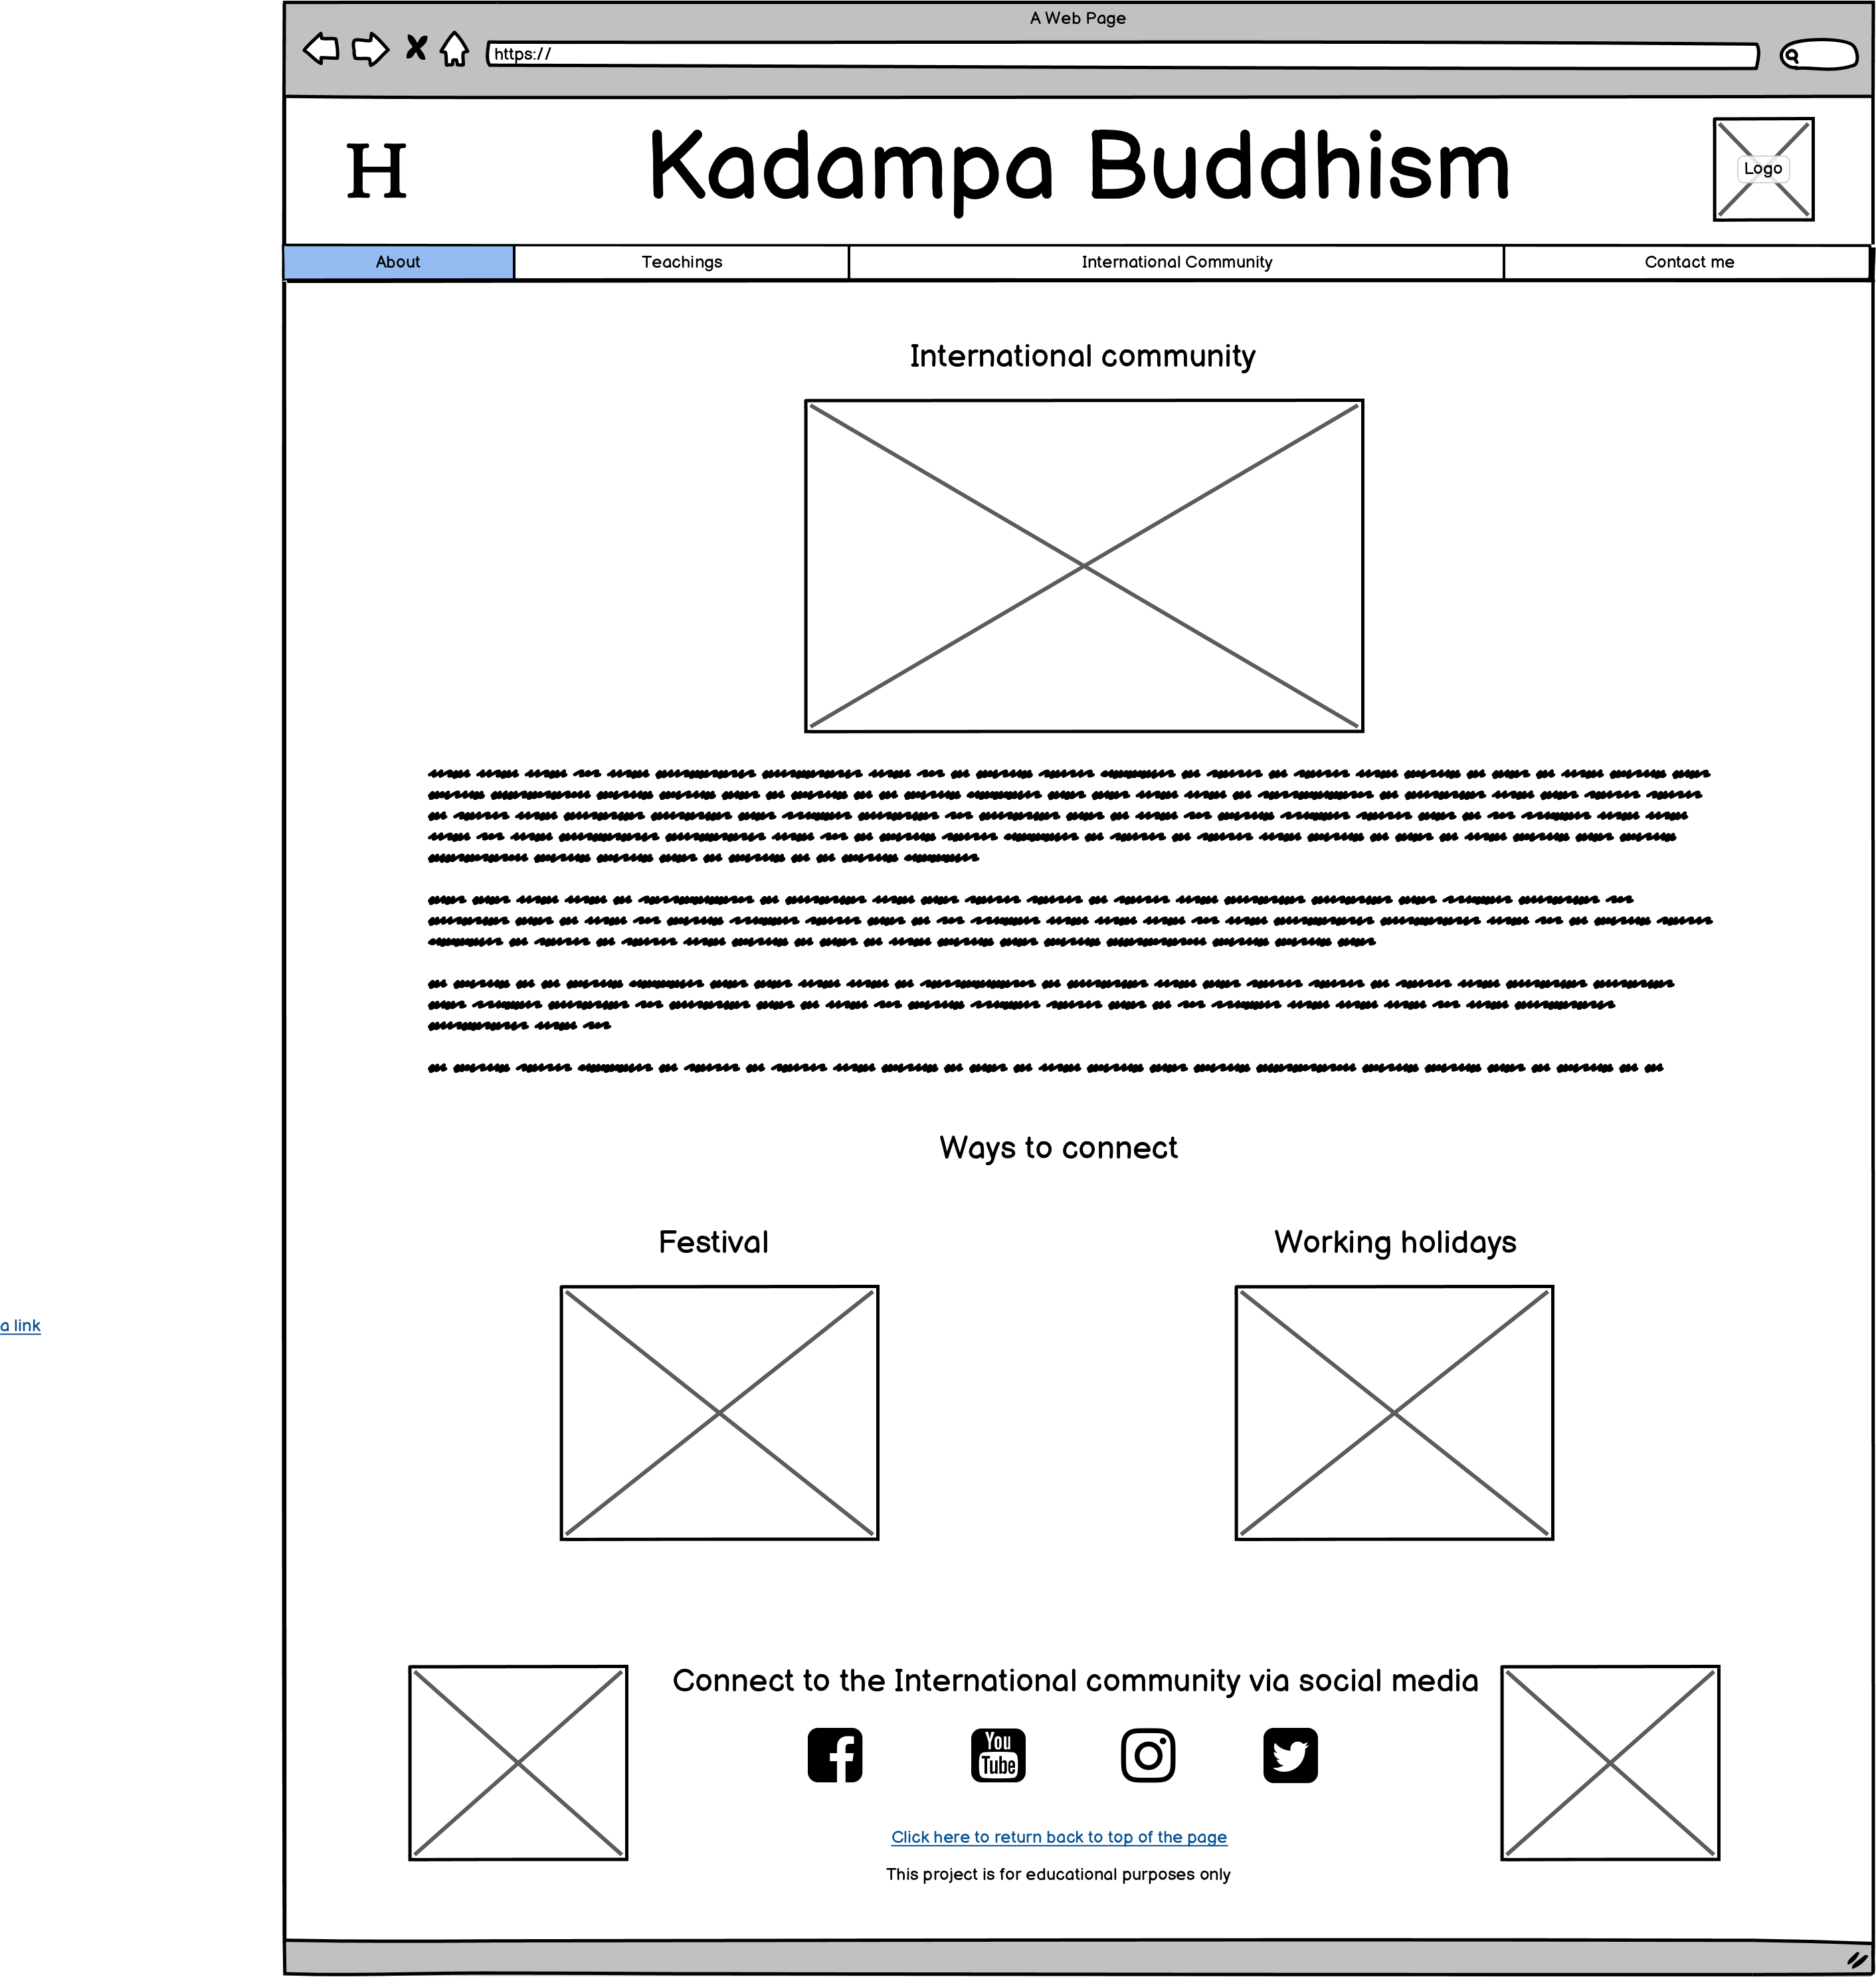 A Web Page
https://
H
Kadampa Buddhism
Logo
About
Teachings
International Community
Contact me
International community
Ways to connect
Festival
Working holidays
a link
Connect to the International community via social media
You
Tube
Click here to return back to top of the page
This project is for educational purposes only